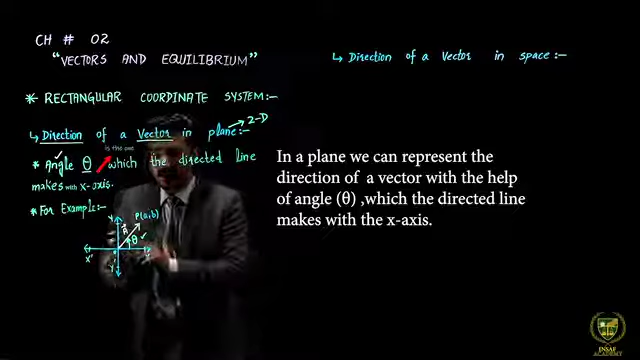 CH # 02
"VECTORS AND EQUILIBRIUM"
* RECTANGULAR COORDINATE SYSTEM:-
↳ Direction of a Vector in plane:- → 2-D
is the one
* Angle θ which the directed line
makes with x-axis.
* For Example:-
Y
P(a,b)
A
θ
X'
X
Y'
↳ Direction of a Vector in space:-
In a plane we can represent the
direction of a vector with the help
of angle (θ) ,which the directed line
makes with the x-axis.
INSAF
ACADEMY